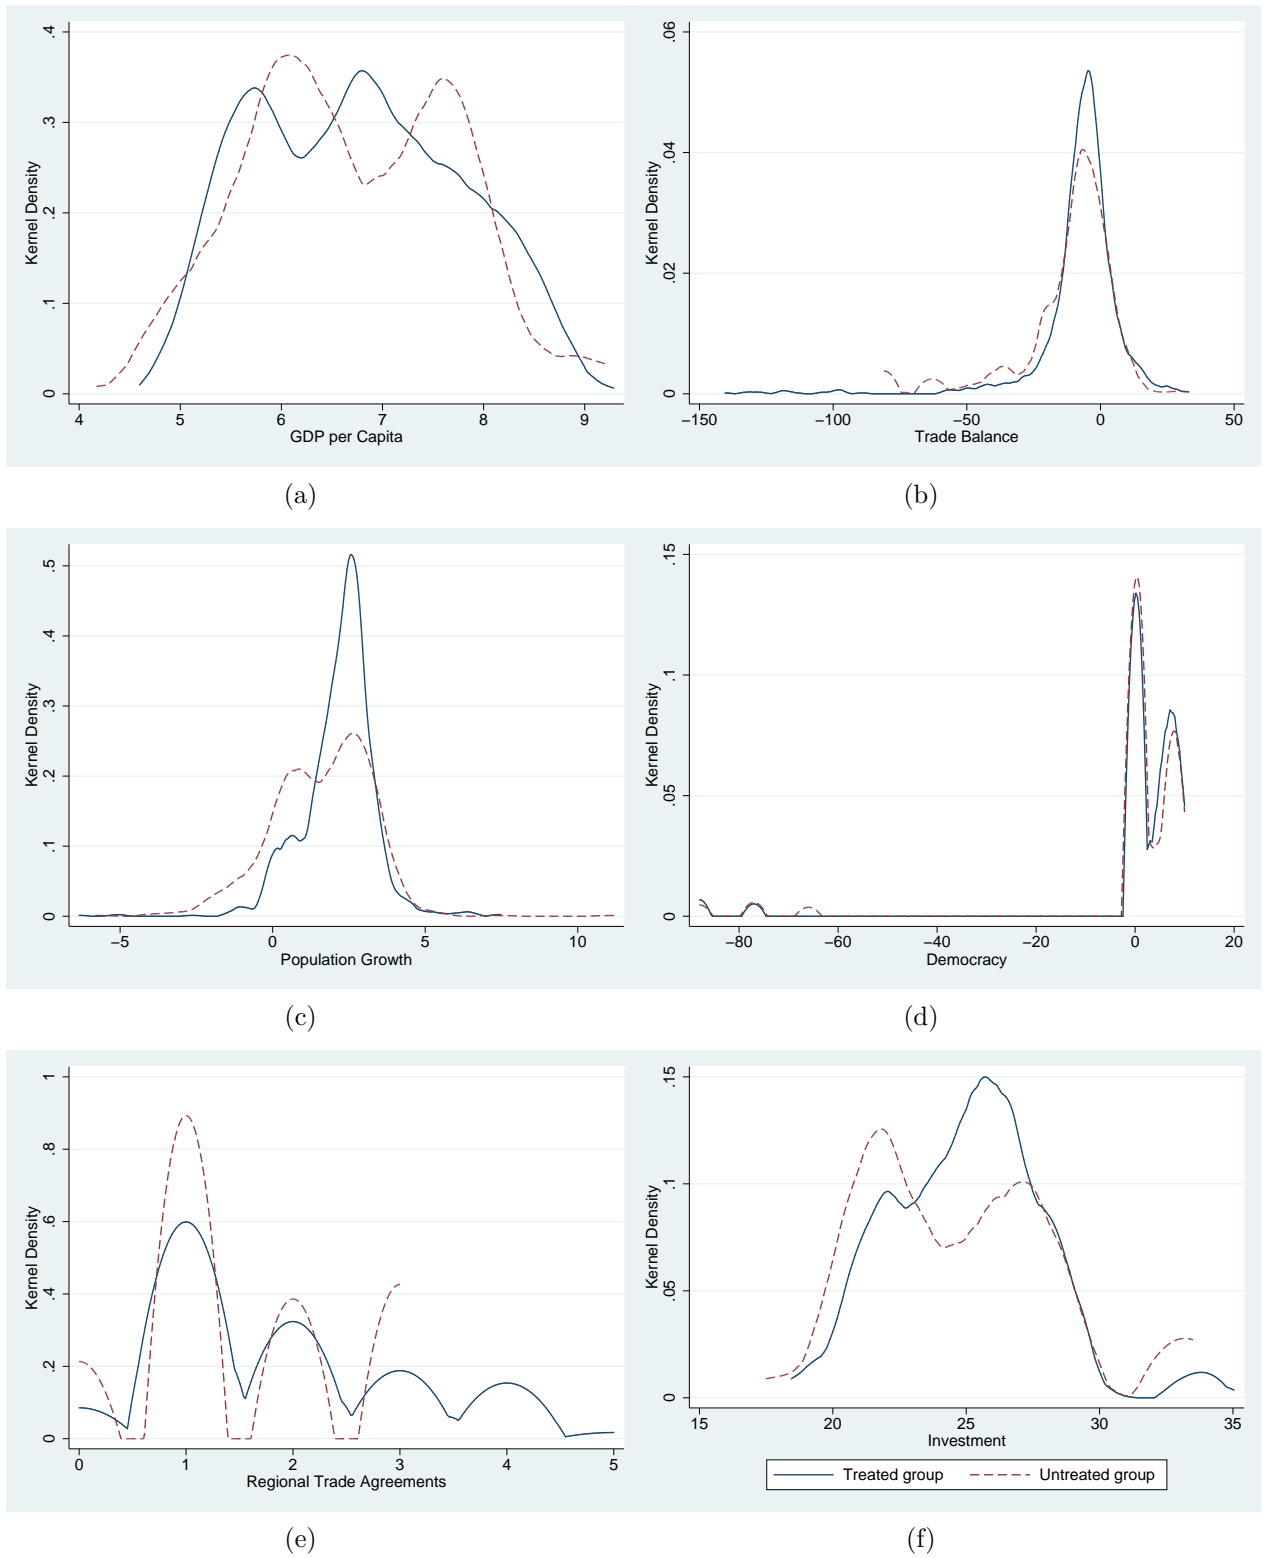 Kernel Density
0 .1 .2 .3 .4
4 5 6 7 8 9
GDP per Capita
(a)
Kernel Density
0 .02 .04 .06
−150 −100 −50 0 50
Trade Balance
(b)
Kernel Density
0 .1 .2 .3 .4 .5
−5 0 5 10
Population Growth
(c)
Kernel Density
0 .05 .1 .15
−80 −60 −40 −20 0 20
Democracy
(d)
Kernel Density
0 .2 .4 .6 .8 1
0 1 2 3 4 5
Regional Trade Agreements
(e)
Kernel Density
0 .05 .1 .15
15 20 25 30 35
Investment
Treated group Untreated group
(f)